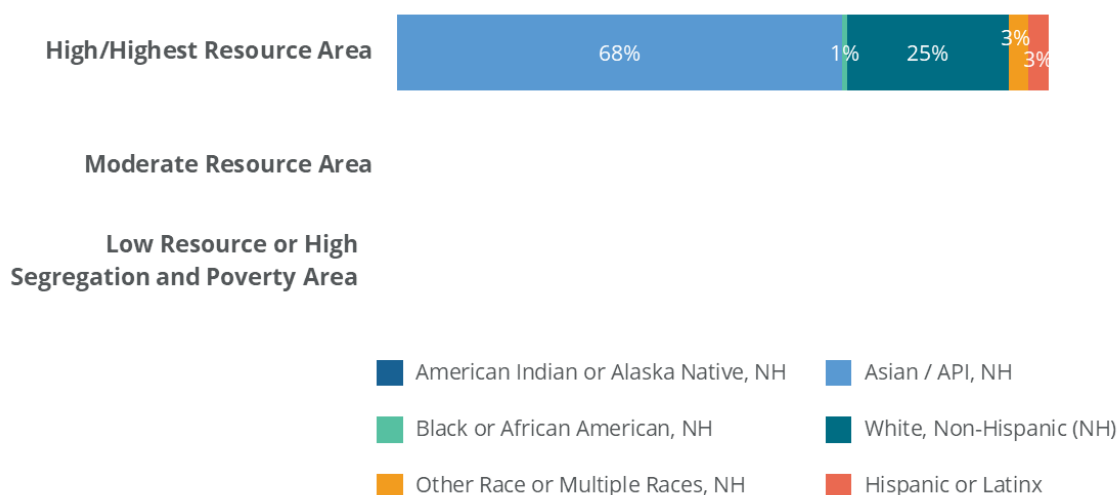 High/Highest Resource Area
68%
1%
25%
3%
3%
Moderate Resource Area
Low Resource or High
Segregation and Poverty Area
American Indian or Alaska Native, NH
Asian / API, NH
Black or African American, NH
White, Non-Hispanic (NH)
Other Race or Multiple Races, NH
Hispanic or Latinx